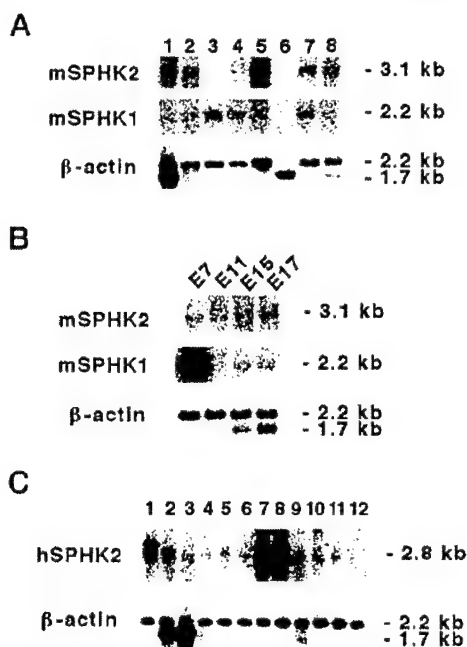 A
1 2 3 4 5 6 7 8
mSPHK2 - 3.1 kb
mSPHK1 - 2.2 kb
β-actin - 2.2 kb
- 1.7 kb
B
E7 E11 E15 E17
mSPHK2 - 3.1 kb
mSPHK1 - 2.2 kb
β-actin - 2.2 kb
- 1.7 kb
C
1 2 3 4 5 6 7 8 9 10 11 12
hSPHK2 - 2.8 kb
β-actin - 2.2 kb
- 1.7 kb